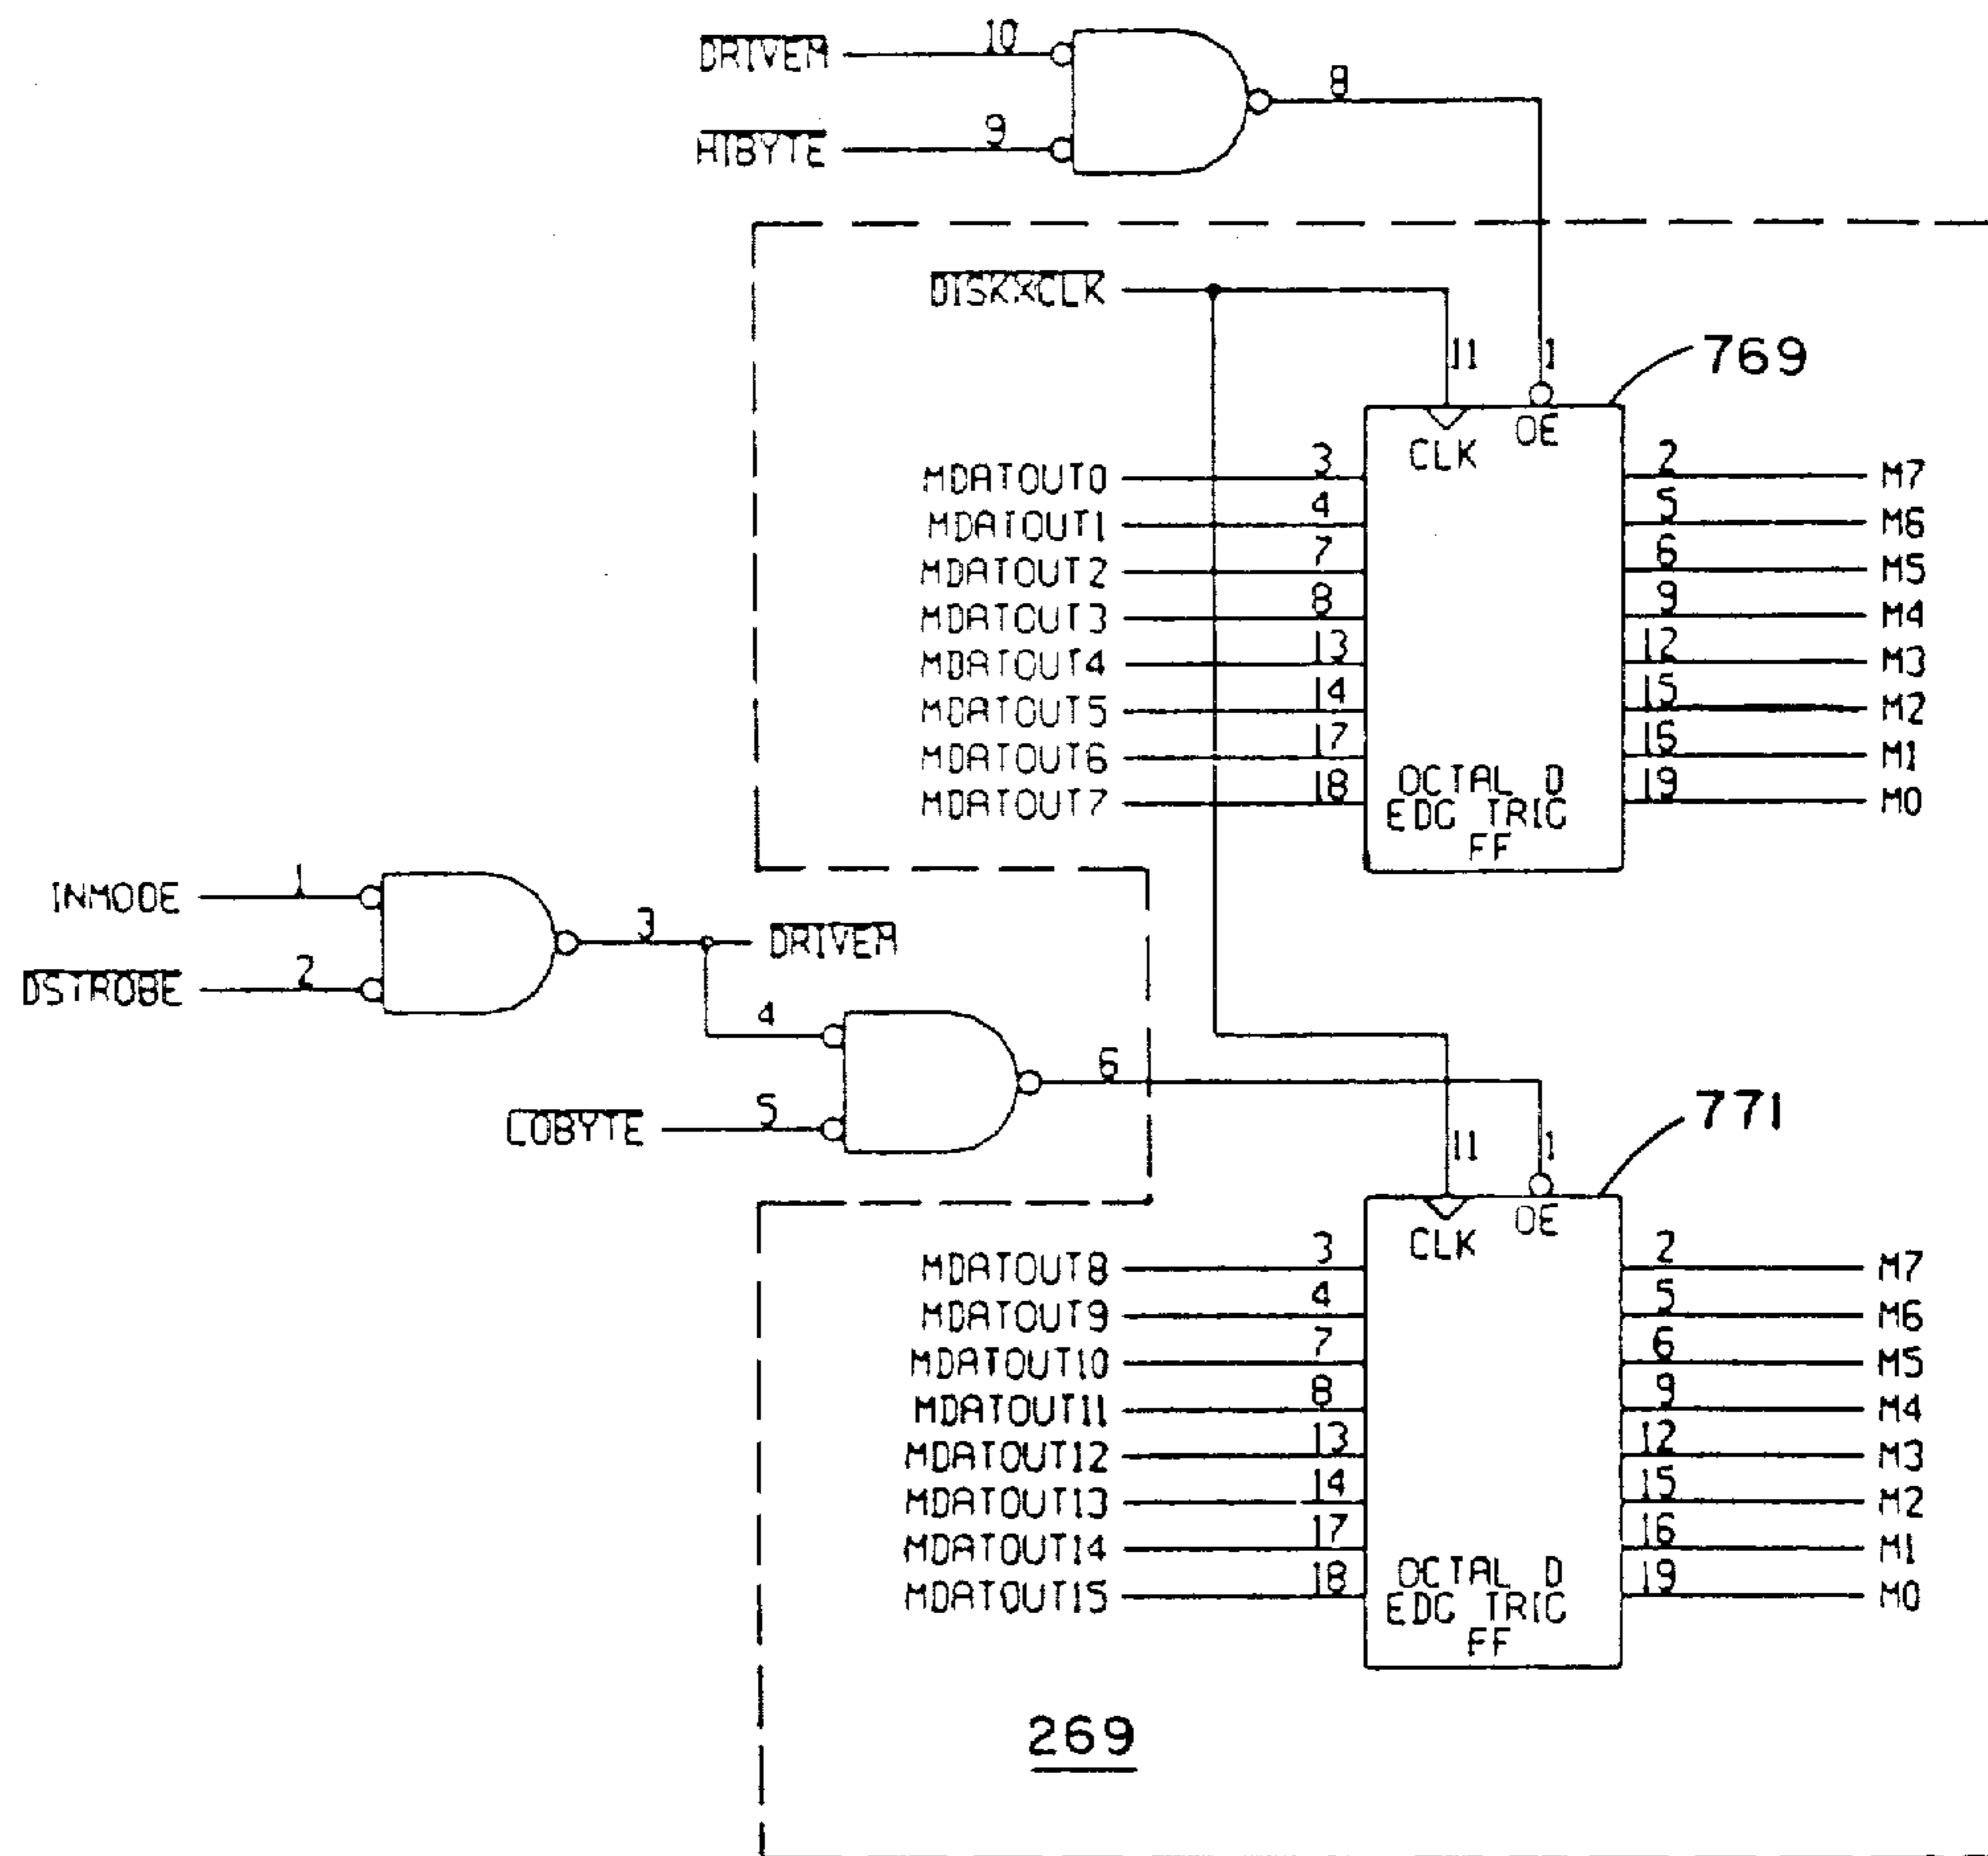 DRIVEM 10
8
HIBYTE 9
DISKXCLK
11 1 769
CLK OE
MDATOUT0 3 2 M7
MDATOUT1 4 5 M6
MDATOUT2 7 6 M5
MDATOUT3 8 9 M4
MDATOUT4 13 12 M3
MDATOUT5 14 15 M2
MDATOUT6 17 16 M1
MDATOUT7 18 19 M0
OCTAL D
EDG TRIG
FF
INMODE 1
3 DRIVEM
DSTROBE 2
4
6
LOBYTE 5
11 1 771
CLK OE
MDATOUT8 3 2 M7
MDATOUT9 4 5 M6
MDATOUT10 7 6 M5
MDATOUT11 8 9 M4
MDATOUT12 13 12 M3
MDATOUT13 14 15 M2
MDATOUT14 17 16 M1
MDATOUT15 18 19 M0
OCTAL D
EDG TRIG
FF
269